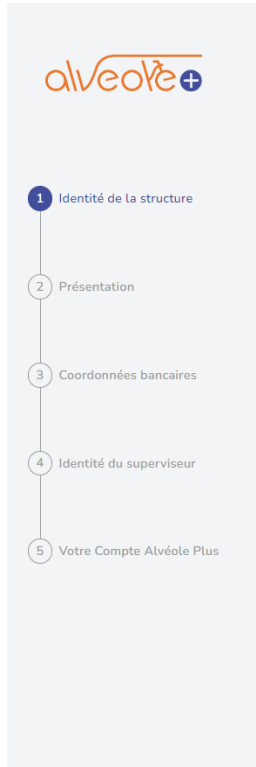 alveole+
1 Identité de la structure
2 Présentation
3 Coordonnées bancaires
4 Identité du superviseur
5 Votre Compte Alvéole Plus